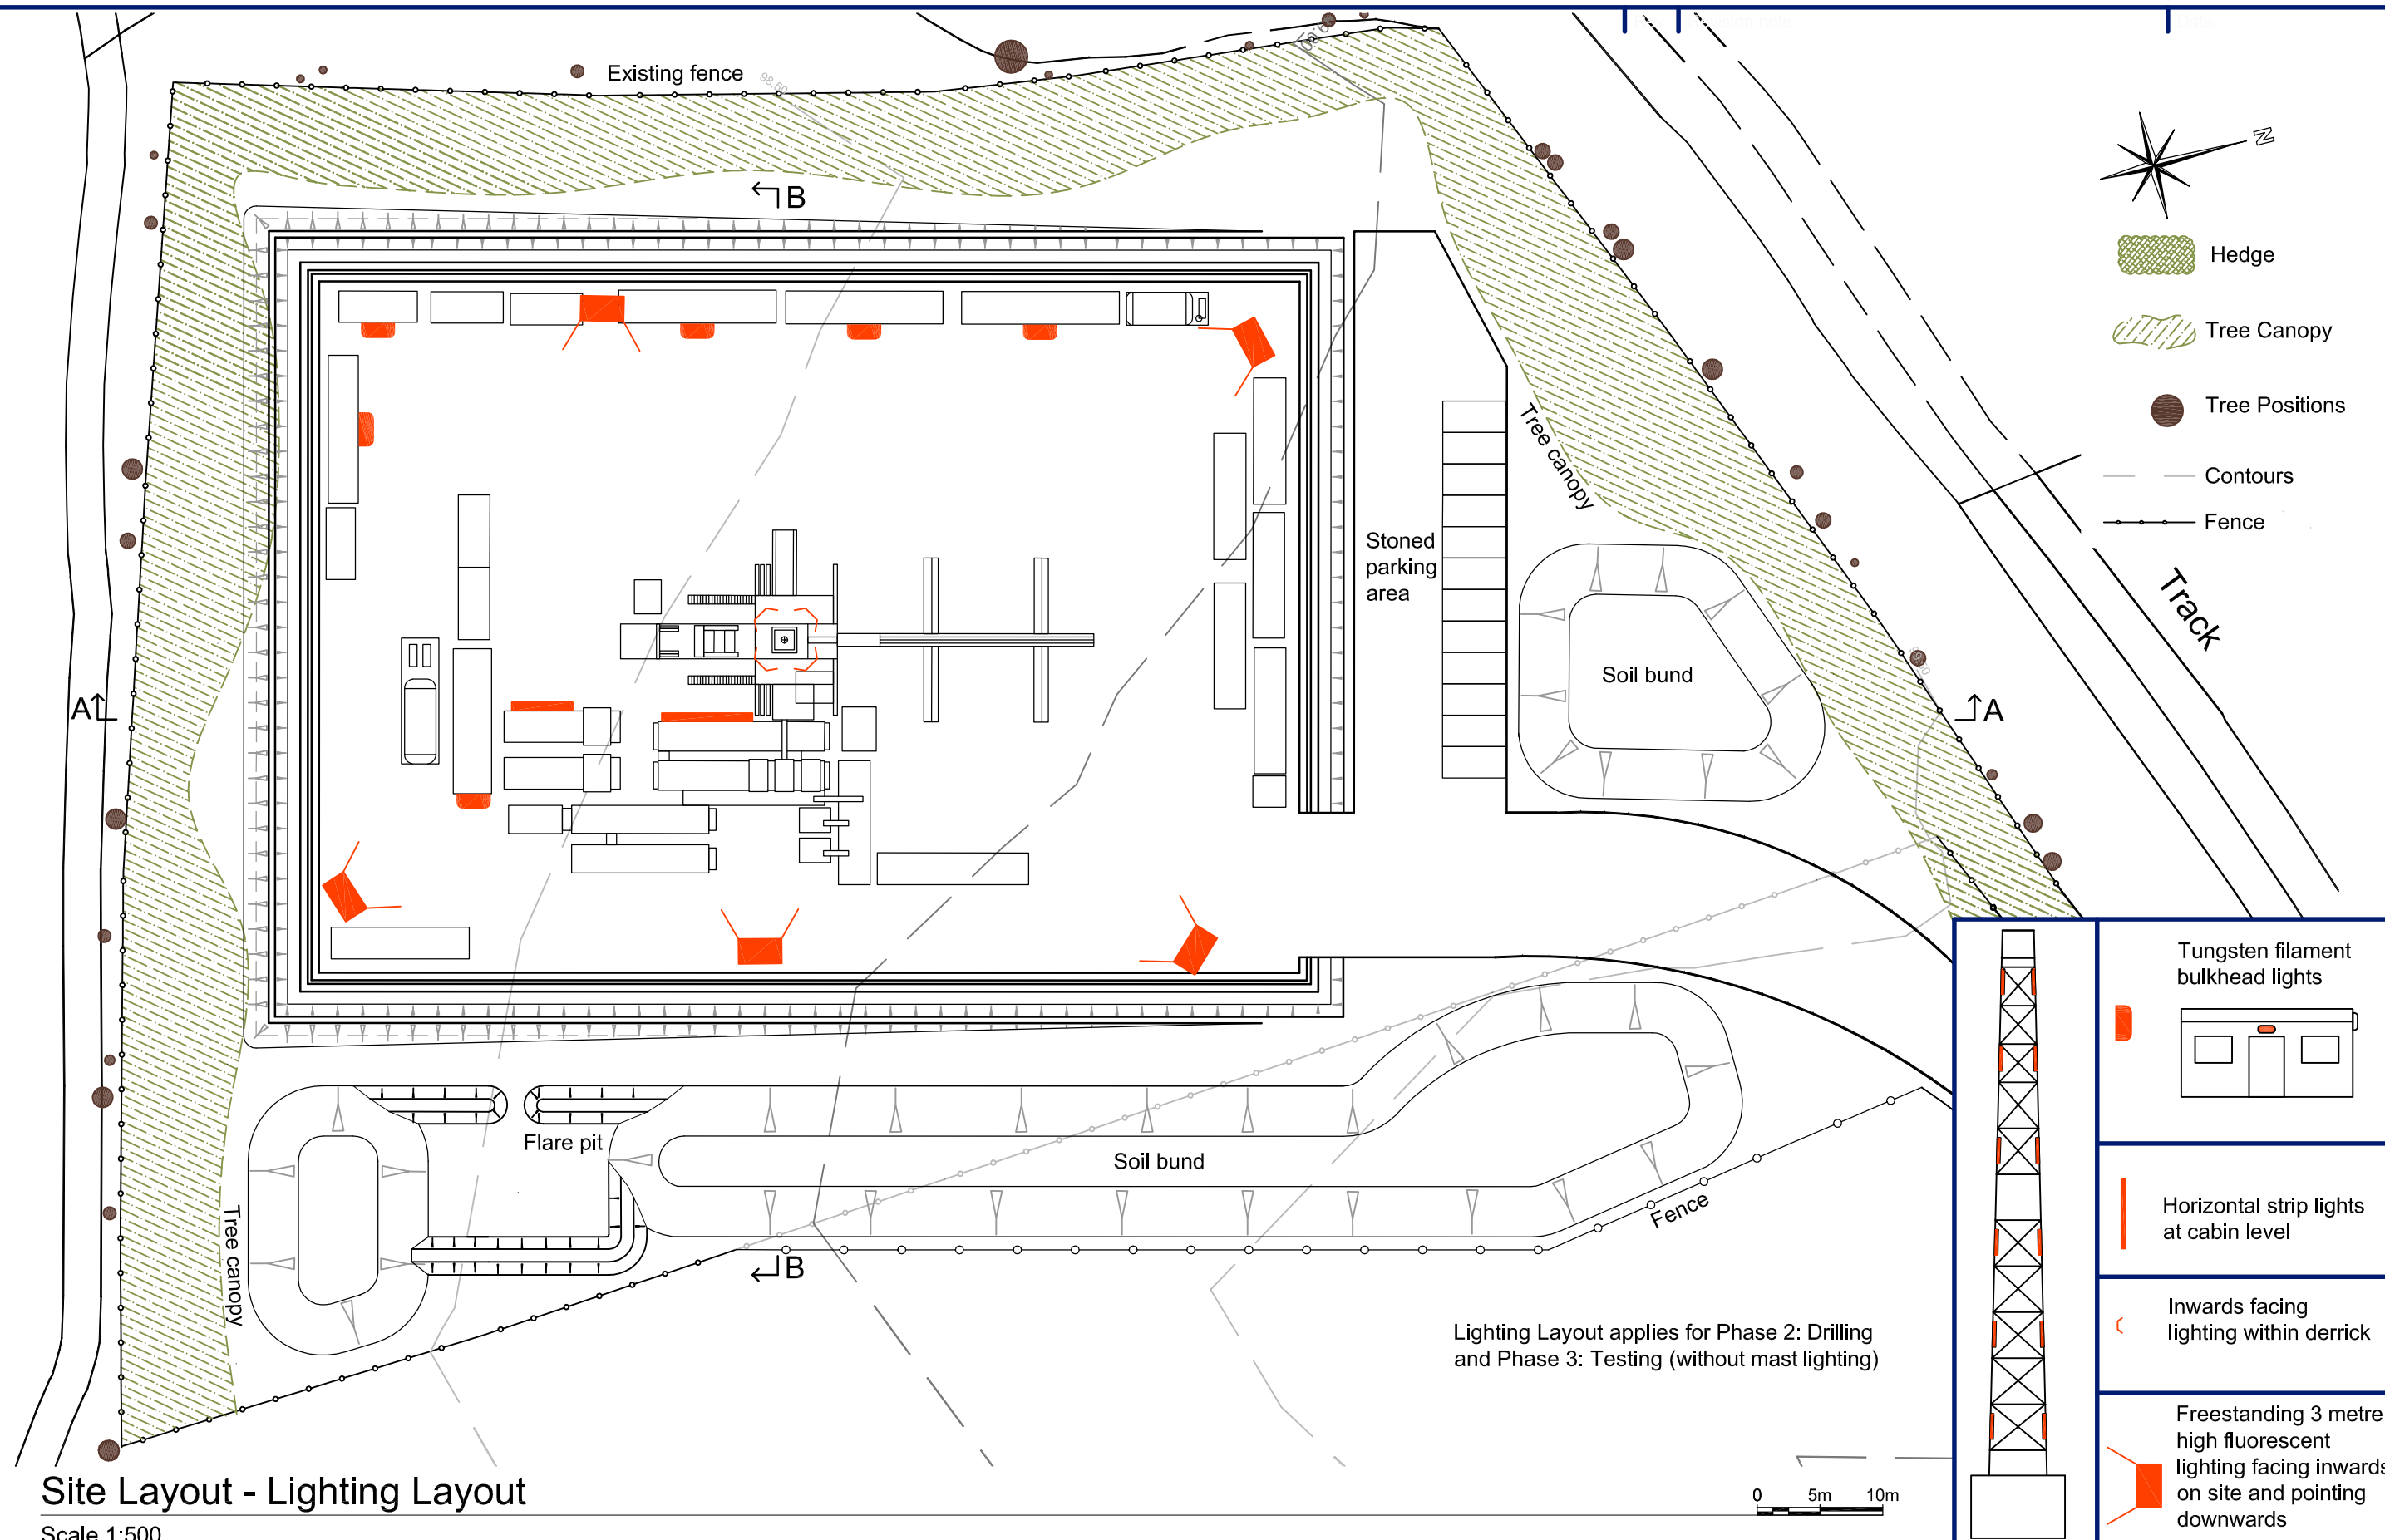 Existing fence
98.50
B
N
Hedge
Tree Canopy
Tree Positions
Contours
Fence
Tree canopy
Stoned
parking
area
Track
Soil bund
A
A
Tungsten filament
bulkhead lights
Flare pit
Soil bund
Horizontal strip lights
at cabin level
Fence
Tree canopy
B
Inwards facing
lighting within derrick
Lighting Layout applies for Phase 2: Drilling
and Phase 3: Testing (without mast lighting)
Freestanding 3 metre
high fluorescent
lighting facing inwards
on site and pointing
downwards
Site Layout - Lighting Layout
0 5m 10m
Scale 1:500